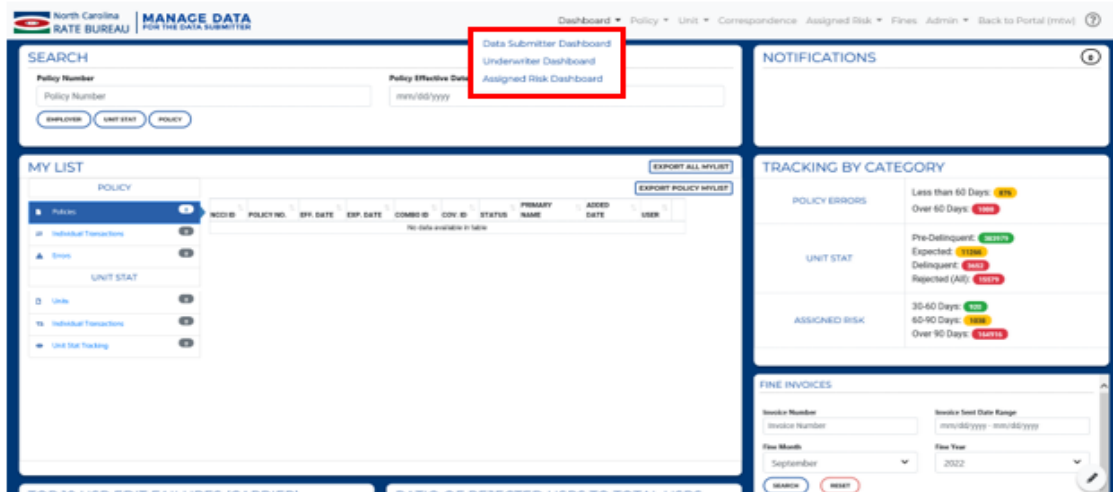 North Carolina
RATE BUREAU
MANAGE DATA
FOR THE DATA SUBMITTER
Dashboard Policy Unit Correspondence Assigned Risk Fines Admin Back to Portal (mtw) ?
Data Submitter Dashboard
Underwriter Dashboard
Assigned Risk Dashboard
SEARCH
Policy Number
Policy Number
Policy Effective Date
mm/dd/yyyy
EMPLOYER UNIT STAT POLICY
NOTIFICATIONS
0
MY LIST
EXPORT ALL MYLIST
EXPORT POLICY MYLIST
POLICY
Policies 0
Individual Transactions 0
Errors 0
UNIT STAT
Units 0
Individual Transactions 0
Unit Stat Tracking 0
NCCI ID POLICY NO. EFF. DATE EXP. DATE COMBO ID COV. ID STATUS PRIMARY NAME ADDED DATE USER
No data available in table
TRACKING BY CATEGORY
POLICY ERRORS
Less than 60 Days: 876
Over 60 Days:
UNIT STAT
Pre-Delinquent: 383979
Expected: 11266
Delinquent: 3652
Rejected (All): 15579
ASSIGNED RISK
30-60 Days: 920
60-90 Days: 1038
Over 90 Days: 164916
FINE INVOICES
Invoice Number
Invoice Number
Invoice Sent Date Range
mm/dd/yyyy - mm/dd/yyyy
Fine Month
September
Fine Year
2022
SEARCH RESET